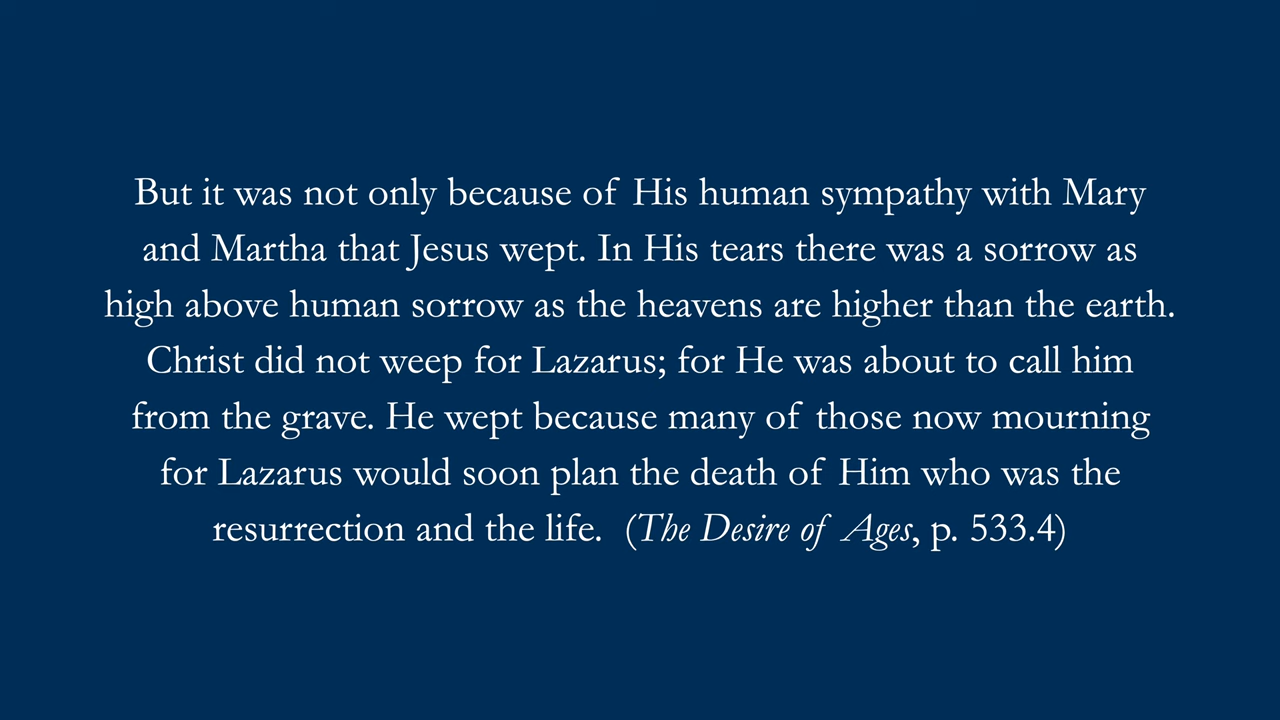 But it was not only because of His human sympathy with Mary
and Martha that Jesus wept. In His tears there was a sorrow as
high above human sorrow as the heavens are higher than the earth.
Christ did not weep for Lazarus; for He was about to call him
from the grave. He wept because many of those now mourning
for Lazarus would soon plan the death of Him who was the
resurrection and the life. (The Desire of Ages, p. 533.4)